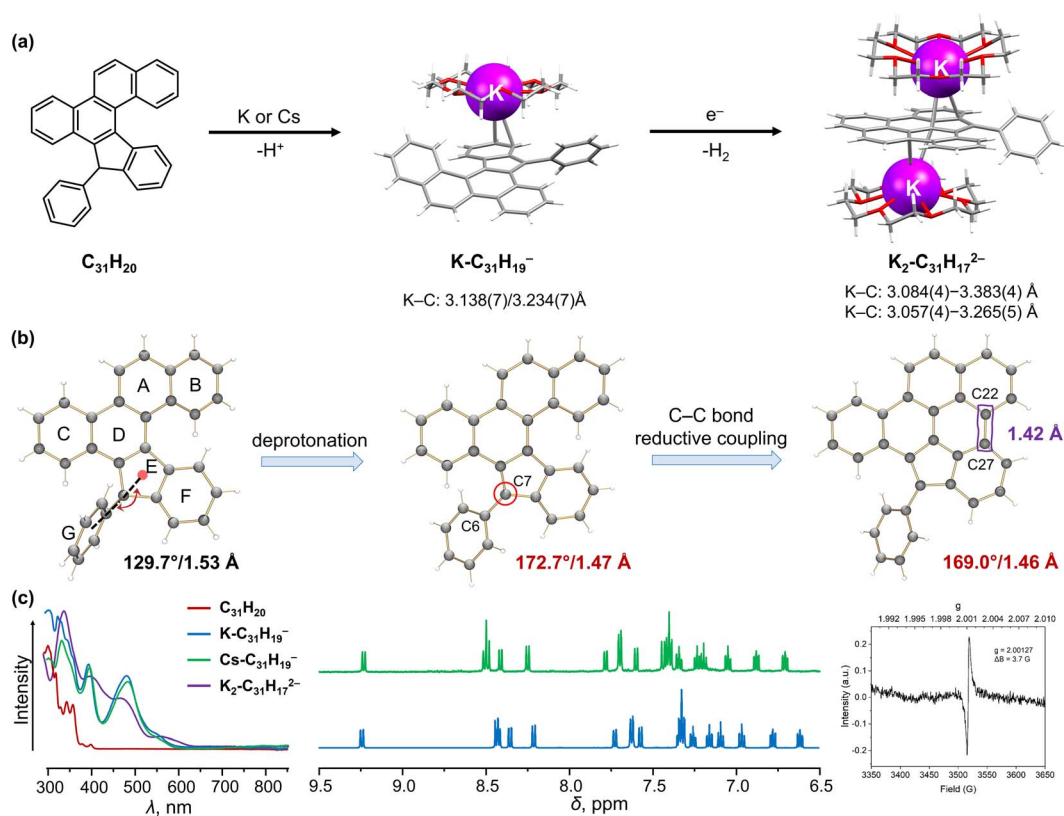 (a)
K or Cs
-H⁺
K
e⁻
-H₂
K
K
C₃₁H₂₀
K-C₃₁H₁₉⁻
K₂-C₃₁H₁₇²⁻
K–C: 3.138(7)/3.234(7)Å
K–C: 3.084(4)−3.383(4) Å
K–C: 3.057(4)−3.265(5) Å
(b)
A
B
C
D
E
F
G
129.7°/1.53 Å
deprotonation
C7
C6
172.7°/1.47 Å
C–C bond
reductive coupling
C22
1.42 Å
C27
169.0°/1.46 Å
(c)
Intensity
C₃₁H₂₀
K-C₃₁H₁₉⁻
Cs-C₃₁H₁₉⁻
K₂-C₃₁H₁₇²⁻
300 400 500 600 700 800
λ, nm
9.5 9.0 8.5 8.0 7.5 7.0 6.5
δ, ppm
g
1.992 1.995 1.998 2.001 2.004 2.007 2.010
g = 2.00127
ΔB = 3.7 G
Intensity (a.u.)
0.2
0.1
0.0
-0.1
-0.2
3350 3400 3450 3500 3550 3600 3650
Field (G)